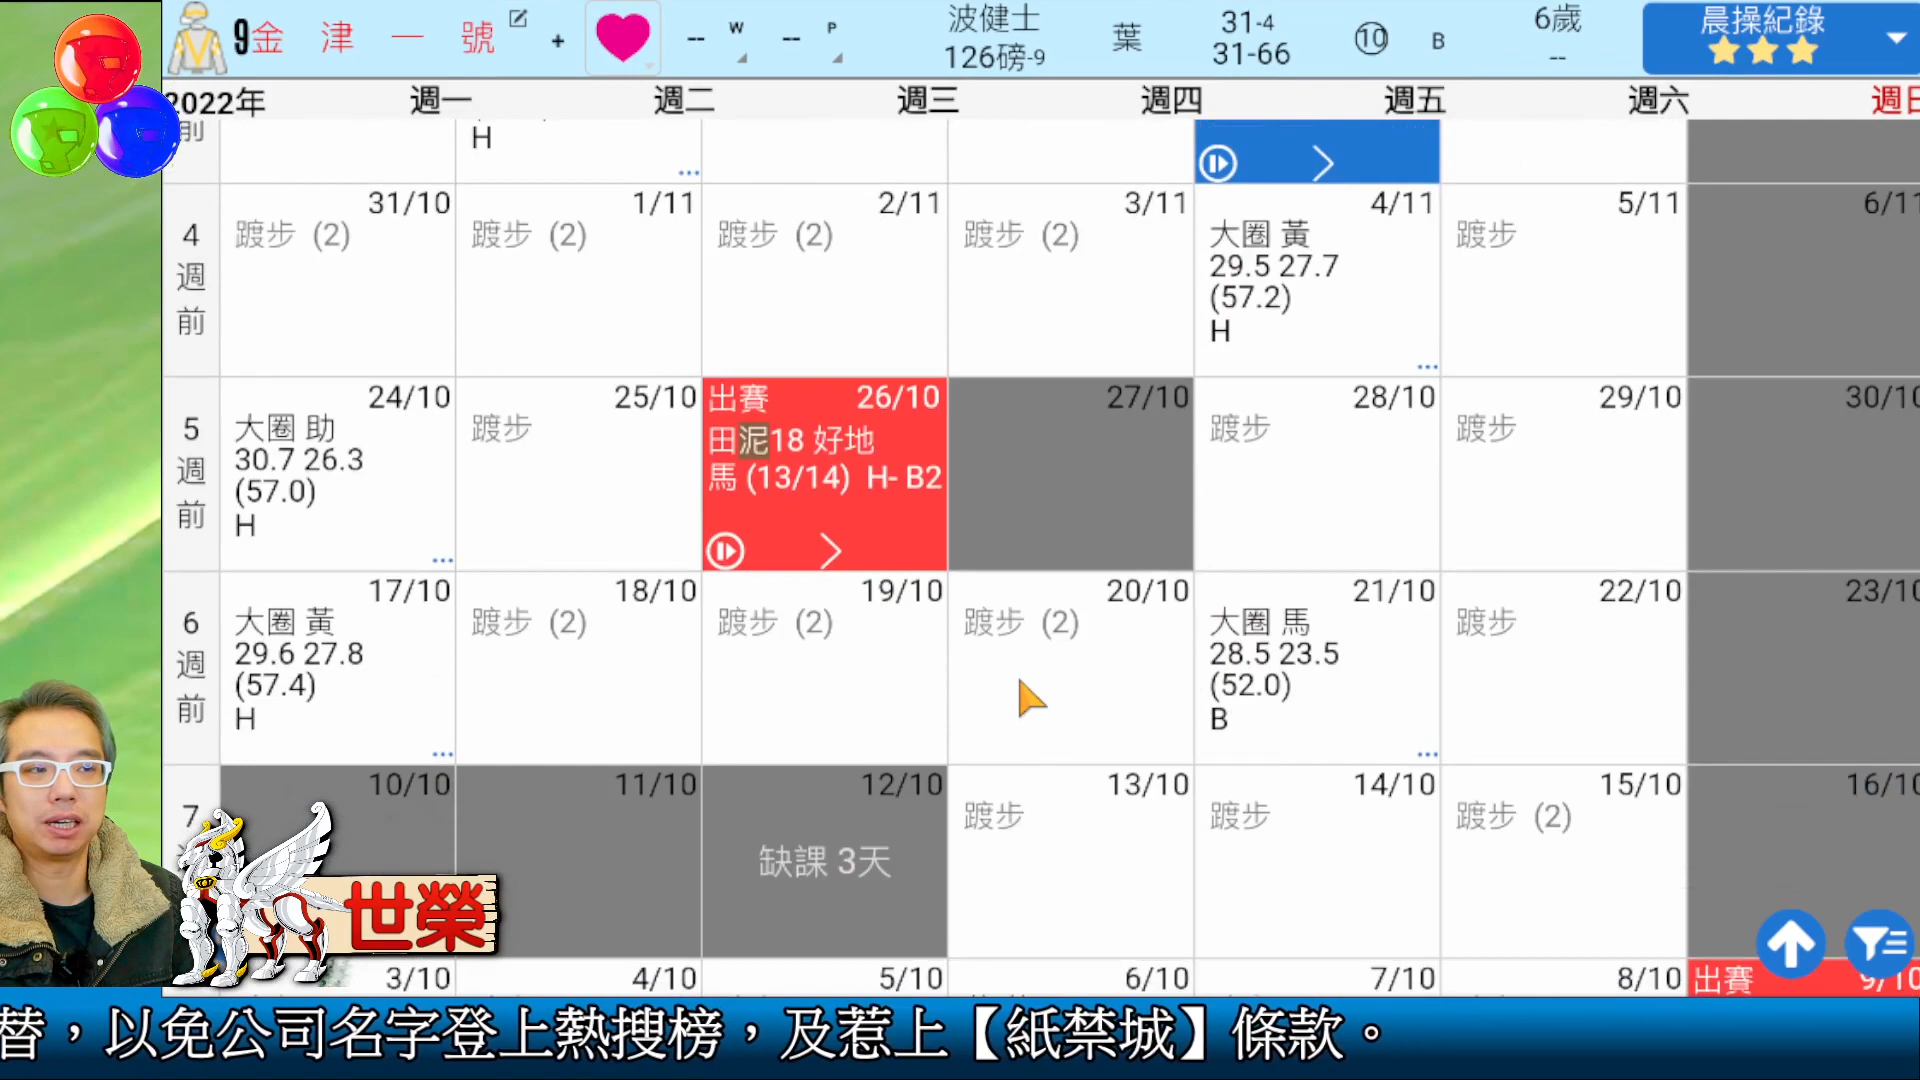 9金津一號
+
-- W -- P
波健士
126磅-9
葉
31-4
31-66
10
B
6歲
--
晨操紀錄
2022年 週一 週二 週三 週四 週五 週六 週日
前
H
...
4週前
31/10
踱步 (2)
1/11
踱步 (2)
2/11
踱步 (2)
3/11
踱步 (2)
4/11
大圈 黃
29.5 27.7
(57.2)
H
...
5/11
踱步
6/11
5週前
24/10
大圈 助
30.7 26.3
(57.0)
H
...
25/10
踱步
出賽 26/10
田泥18 好地
馬 (13/14) H- B2
27/10
28/10
踱步
29/10
踱步
30/10
6週前
17/10
大圈 黃
29.6 27.8
(57.4)
H
...
18/10
踱步 (2)
19/10
踱步 (2)
20/10
踱步 (2)
21/10
大圈 馬
28.5 23.5
(52.0)
B
...
22/10
踱步
23/10
7
10/10
11/10
12/10
缺課 3天
13/10
踱步
14/10
踱步
15/10
踱步 (2)
16/10
3/10
4/10
5/10
6/10
7/10
8/10
出賽 9/10
世榮
替，以免公司名字登上熱搜榜，及惹上【紙禁城】條款。